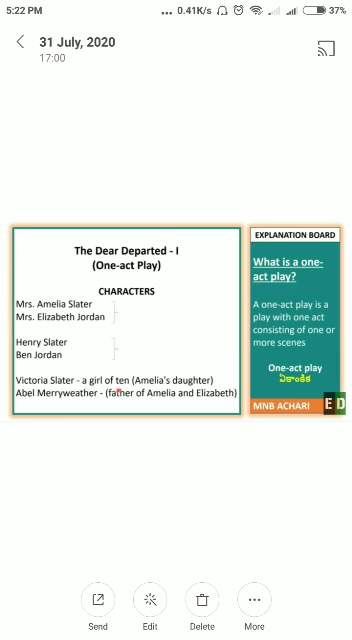 5:22 PM
... 0.41K/s
37%
31 July, 2020
17:00
The Dear Departed - I
(One-act Play)
CHARACTERS
Mrs. Amelia Slater
Mrs. Elizabeth Jordan
Henry Slater
Ben Jordan
Victoria Slater - a girl of ten (Amelia's daughter)
Abel Merryweather - (father of Amelia and Elizabeth)
EXPLANATION BOARD
What is a one-
act play?
A one-act play is a
play with one act
consisting of one or
more scenes
One-act play
ఏకాంకిక
MNB ACHARI
E D
Send
Edit
Delete
More